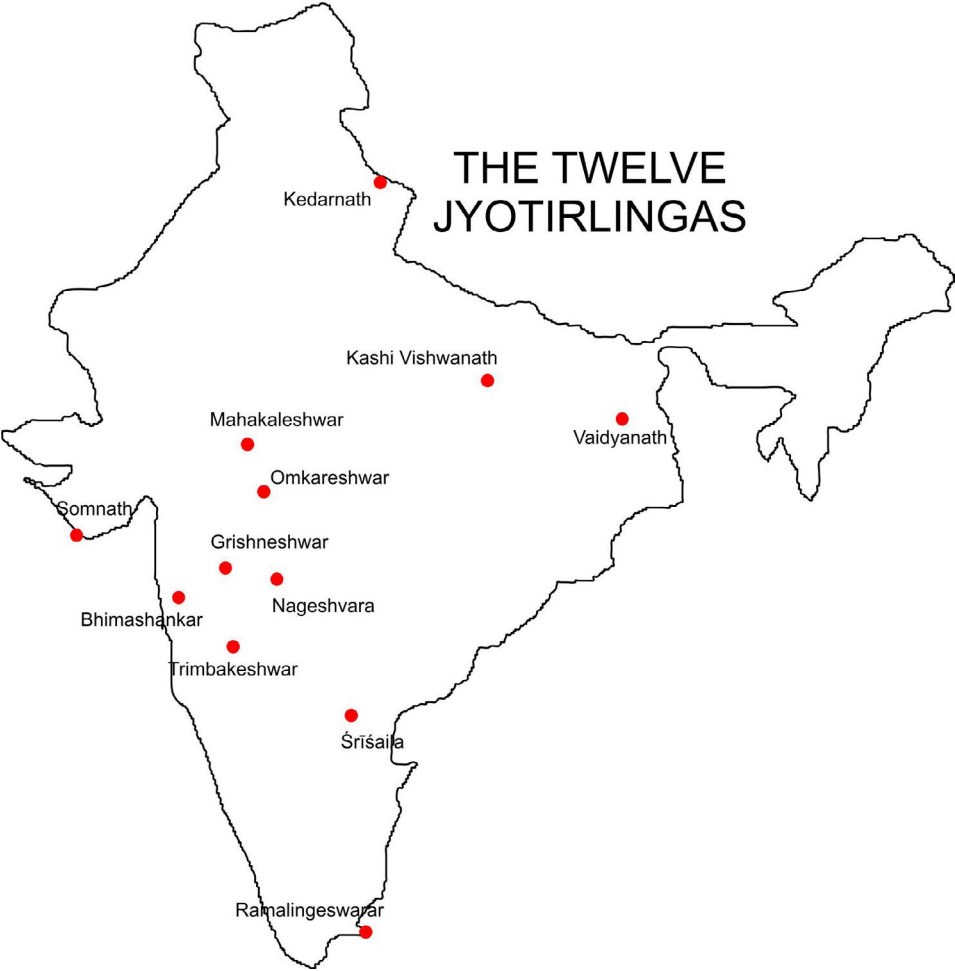 THE TWELVE
JYOTIRLINGAS
Kedarnath
Kashi Vishwanath
Mahakaleshwar
Vaidyanath
Omkareshwar
Somnath
Grishneshwar
Nageshvara
Bhimashankar
Trimbakeshwar
Śrīśaila
Ramalingeswarar